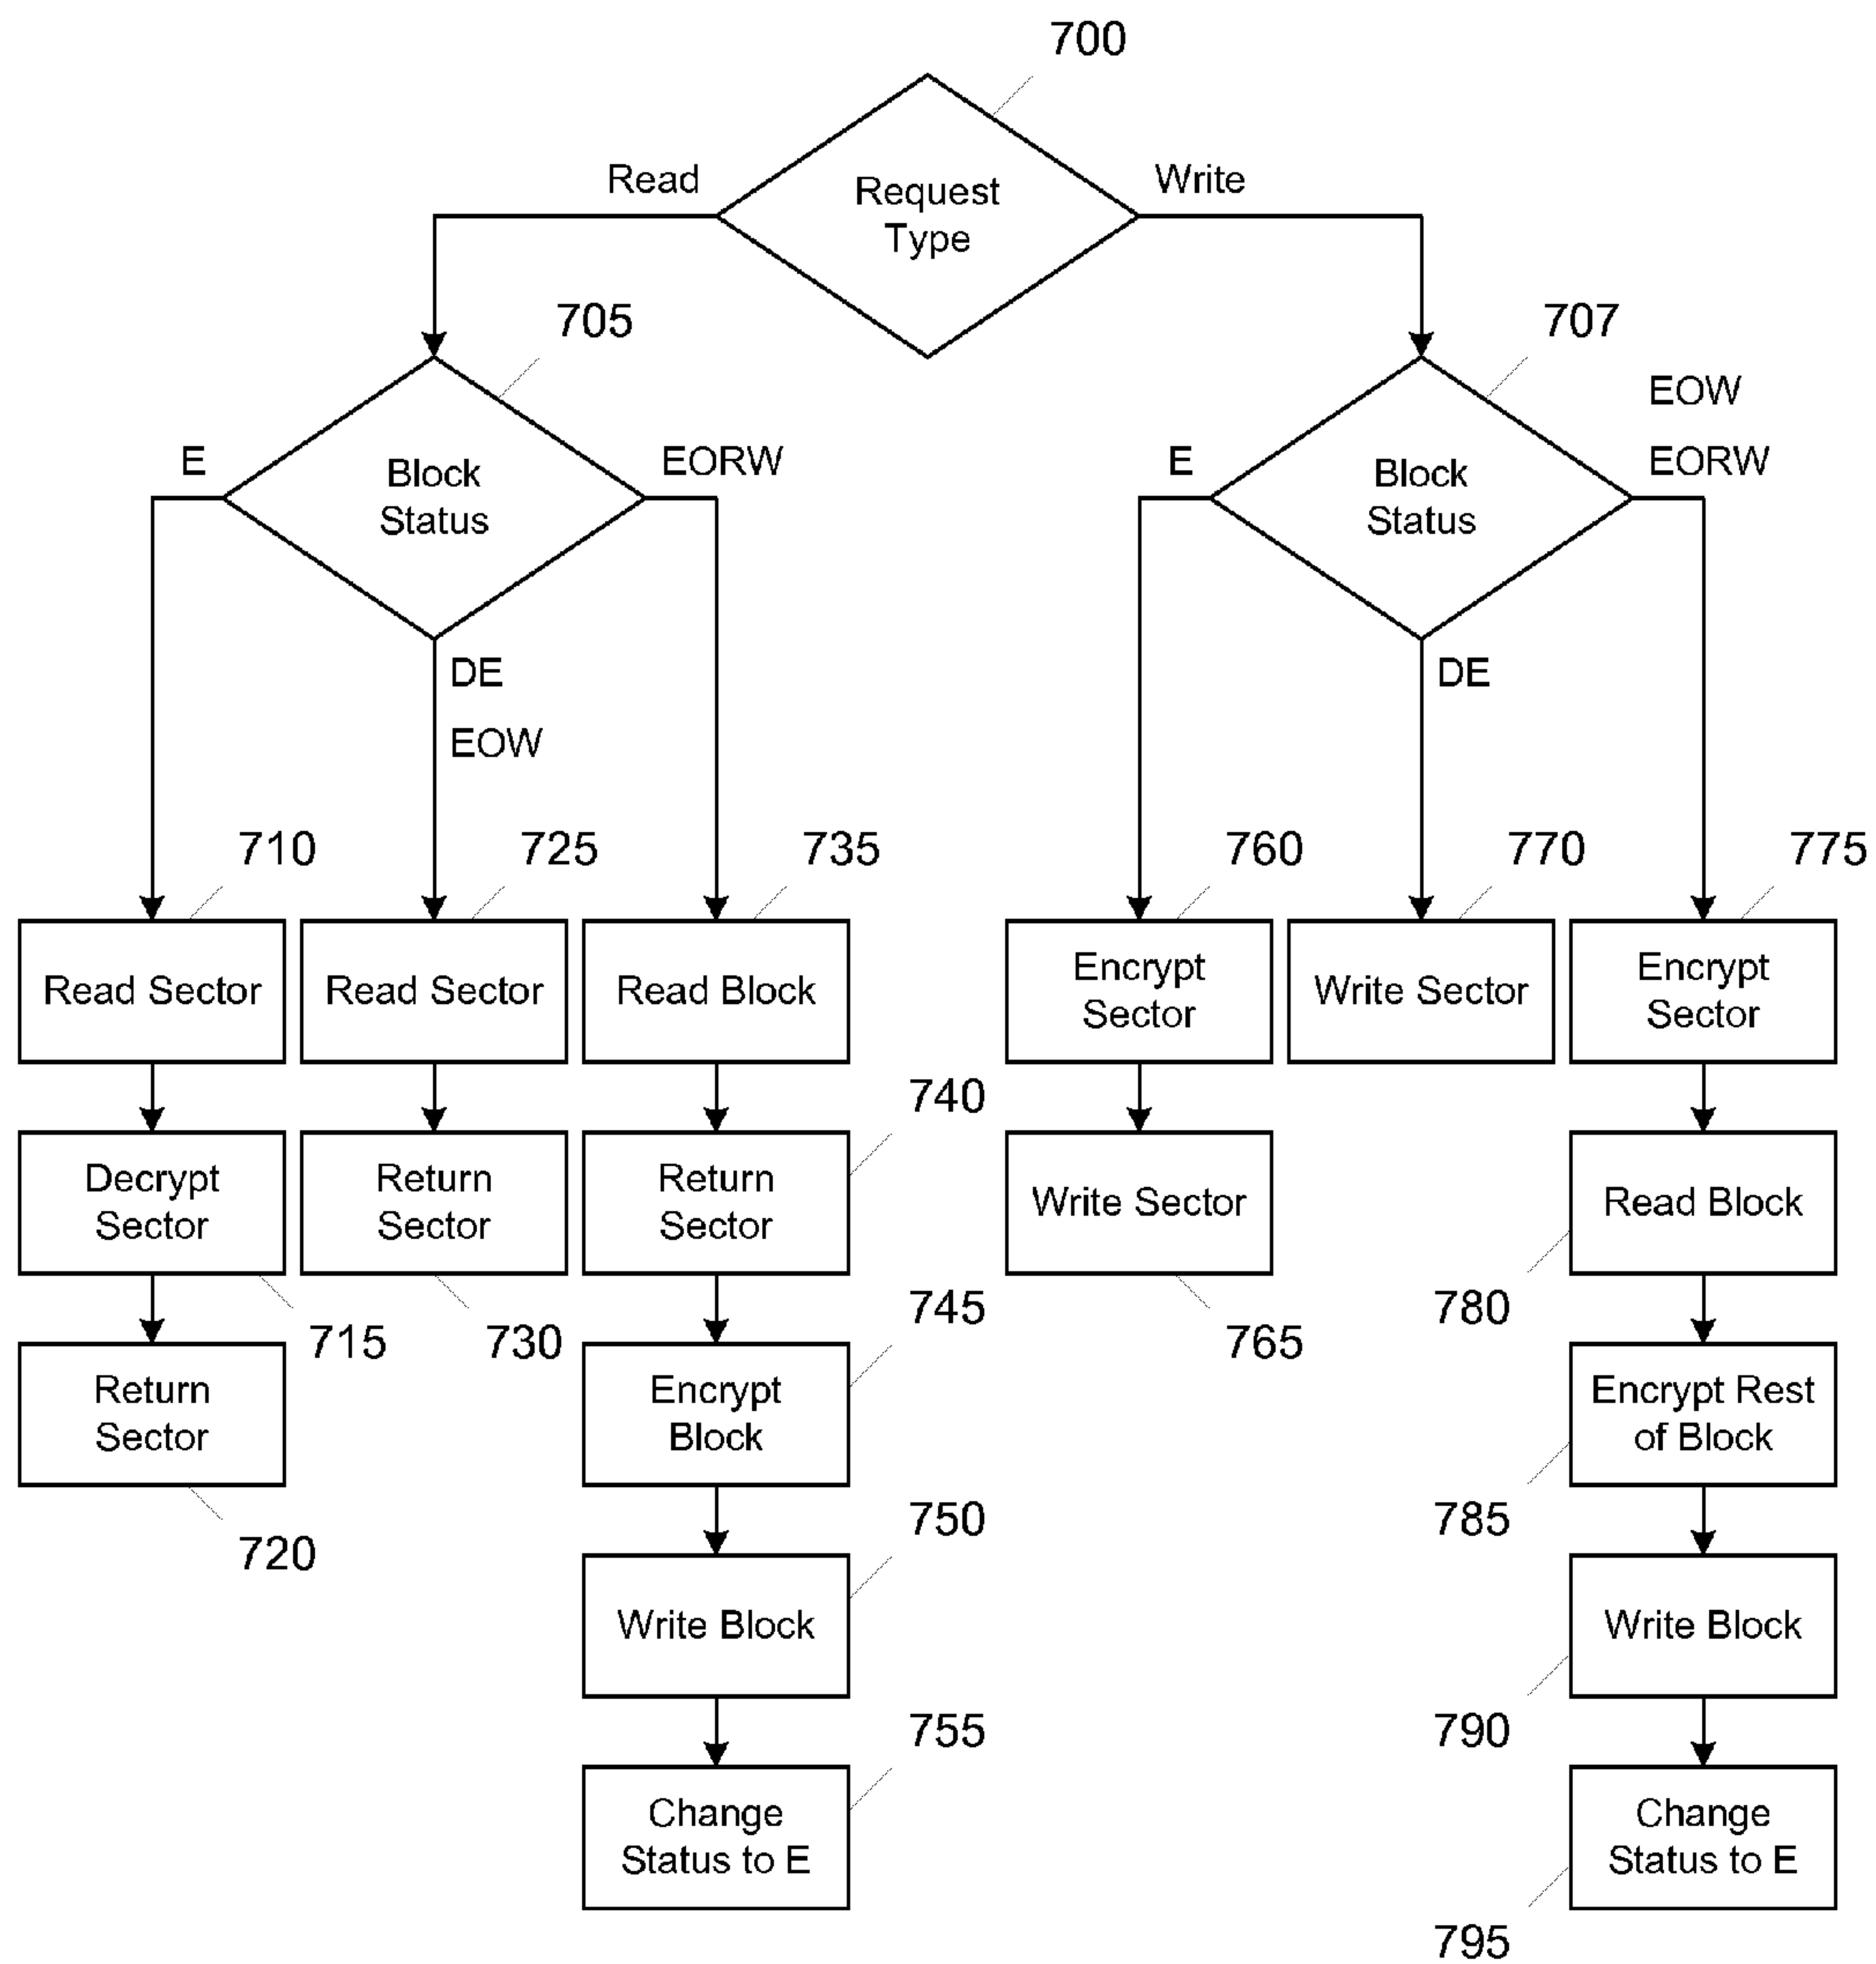 700
Read
Write
Request
Type
705
707
EOW
E
EORW
E
EORW
Block
Status
Block
Status
DE
EOW
DE
710
725
735
760
770
775
Read Sector
Read Sector
Read Block
Encrypt
Sector
Write Sector
Encrypt
Sector
740
Decrypt
Sector
Return
Sector
Return
Sector
Write Sector
Read Block
715
730
745
765
780
Return
Sector
Encrypt
Block
Encrypt Rest
of Block
720
750
785
Write Block
Write Block
755
790
Change
Status to E
Change
Status to E
795